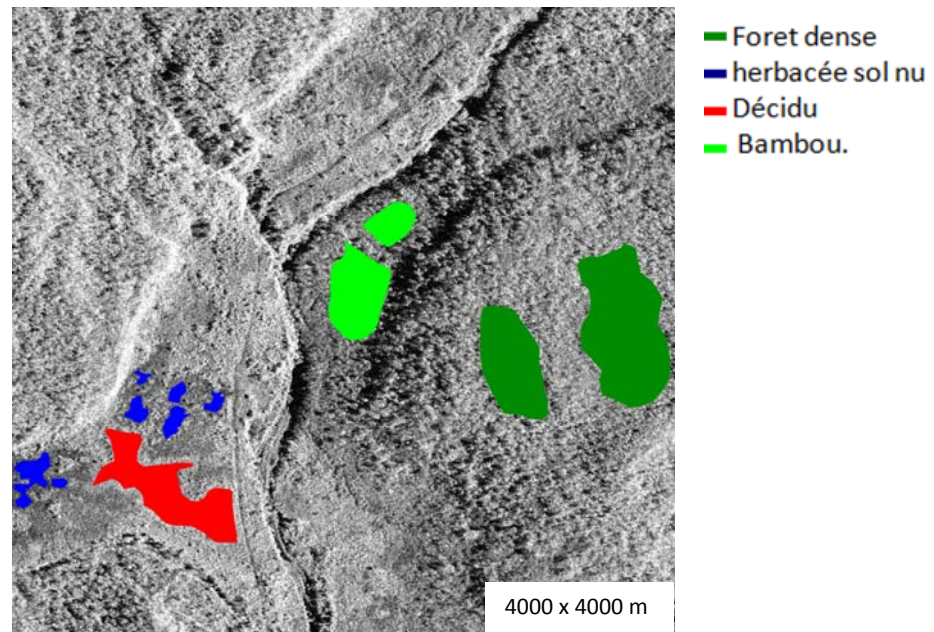 Foret dense
herbacée sol nu
Décidu
Bambou.
4000 x 4000 m